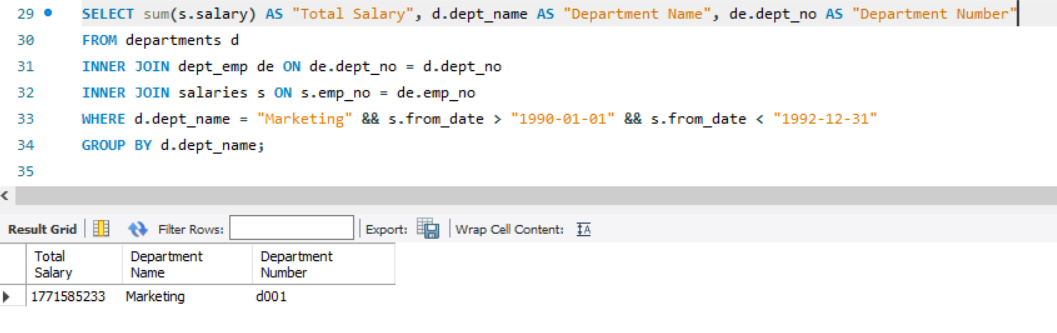 29 SELECT sum(s.salary) AS "Total Salary", d.dept_name AS "Department Name", de.dept_no AS "Department Number"
30 FROM departments d
31 INNER JOIN dept_emp de ON de.dept_no = d.dept_no
32 INNER JOIN salaries s ON s.emp_no = de.emp_no
33 WHERE d.dept_name = "Marketing" && s.from_date > "1990-01-01" && s.from_date < "1992-12-31"
34 GROUP BY d.dept_name;
35
Result Grid Filter Rows: Export: Wrap Cell Content: IA
Total Department Department
Salary Name Number
1771585233 Marketing d001